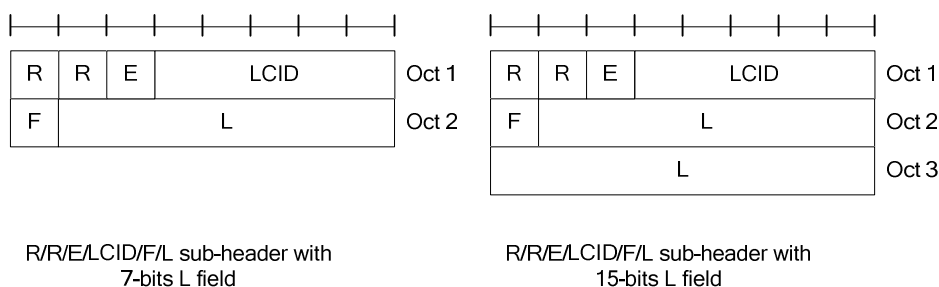 R R E LCID Oct 1
F L Oct 2
R/R/E/LCID/F/L sub-header with
7-bits L field
R R E LCID Oct 1
F L Oct 2
L Oct 3
R/R/E/LCID/F/L sub-header with
15-bits L field